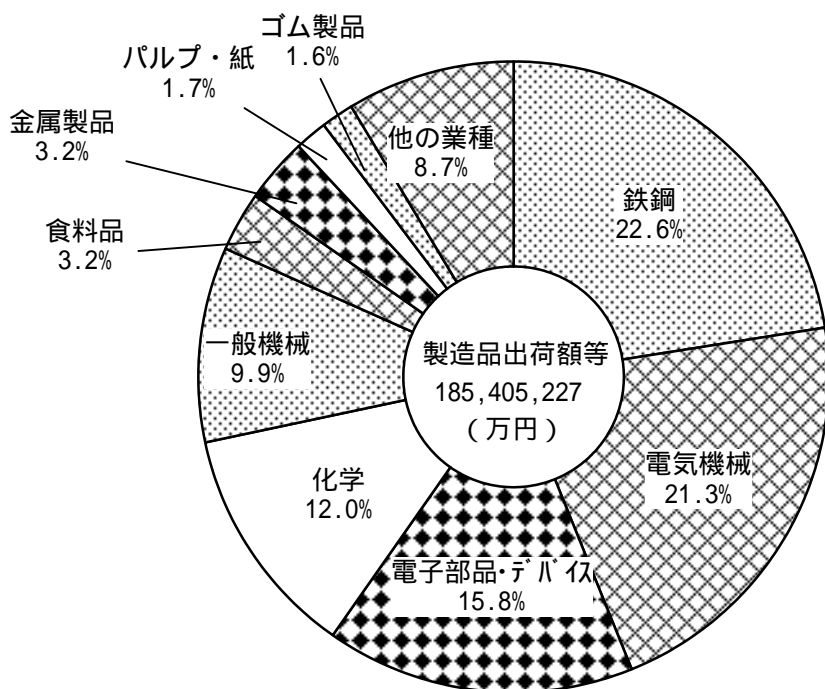 ゴム製品
1.6%
パルプ・紙
1.7%
金属製品
3.2%
食料品
3.2%
他の業種
8.7%
鉄鋼
22.6%
一般機械
9.9%
製造品出荷額等
185,405,227
(万円)
電気機械
21.3%
化学
12.0%
電子部品・ﾃﾞﾊﾞｲｽ
15.8%